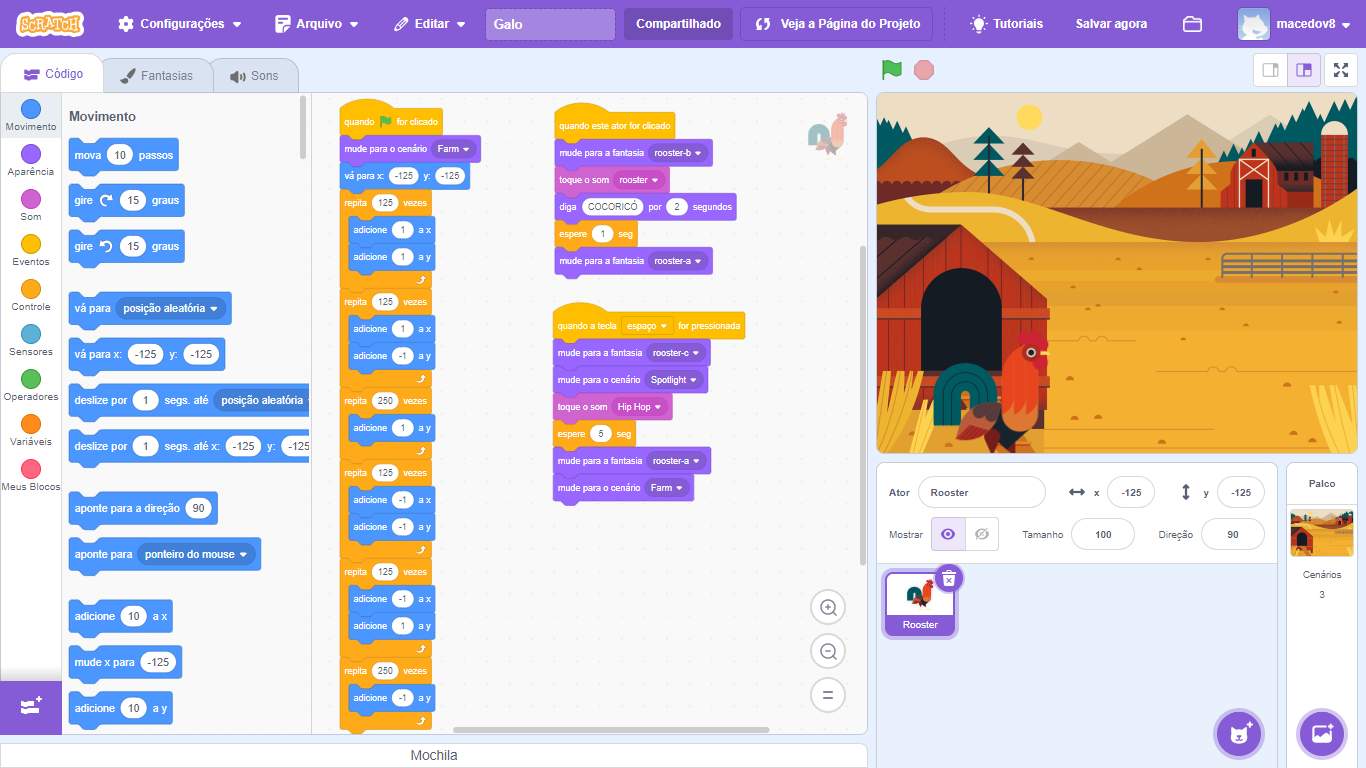 SCRATCH
Configurações
Arquivo
Editar
Galo
Compartilhado
Veja a Página do Projeto
Tutoriais
Salvar agora
macedov8
Código
Fantasias
Sons
Movimento
Aparência
Som
Eventos
Controle
Sensores
Operadores
Variáveis
Meus Blocos
Movimento
mova 10 passos
gire 15 graus
gire 15 graus
vá para posição aleatória
vá para x: -125 y: -125
deslize por 1 segs. até posição aleatória
deslize por 1 segs. até x: -125 y: -125
aponte para a direção 90
aponte para ponteiro do mouse
adicione 10 a x
mude x para -125
adicione 10 a y
quando for clicado
mude para o cenário Farm
vá para x: -125 y: -125
repita 125 vezes
adicione 1 a x
adicione 1 a y
repita 125 vezes
adicione 1 a x
adicione -1 a y
repita 250 vezes
adicione 1 a y
repita 125 vezes
adicione -1 a x
adicione -1 a y
repita 125 vezes
adicione -1 a x
adicione 1 a y
repita 250 vezes
adicione -1 a y
quando este ator for clicado
mude para a fantasia rooster-b
toque o som rooster
diga COCORICÓ por 2 segundos
espere 1 seg
mude para a fantasia rooster-a
quando a tecla espaço for pressionada
mude para a fantasia rooster-c
mude para o cenário Spotlight
toque o som Hip Hop
espere 5 seg
mude para a fantasia rooster-a
mude para o cenário Farm
Mochila
Ator Rooster x -125 y -125
Mostrar Tamanho 100 Direção 90
Rooster
Palco
Cenários
3